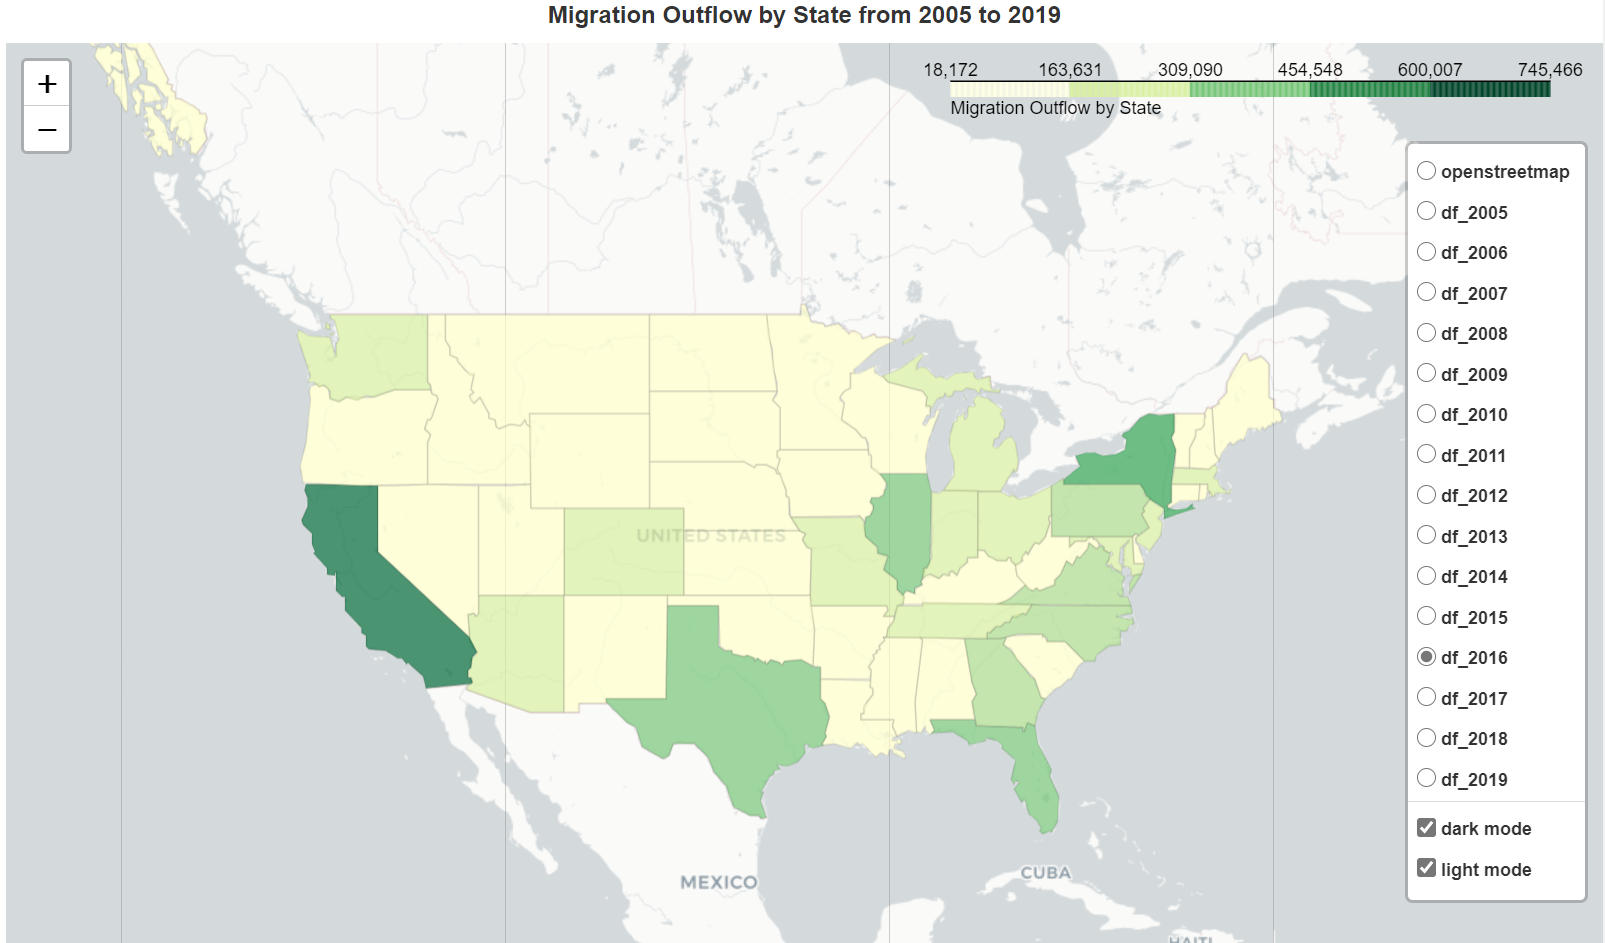 Migration Outflow by State from 2005 to 2019
+
−
18,172 163,631 309,090 454,548 600,007 745,466
Migration Outflow by State
openstreetmap
df_2005
df_2006
df_2007
df_2008
df_2009
df_2010
df_2011
df_2012
df_2013
df_2014
df_2015
df_2016
df_2017
df_2018
df_2019
dark mode
light mode
UNITED STATES
MEXICO
CUBA
HAITI